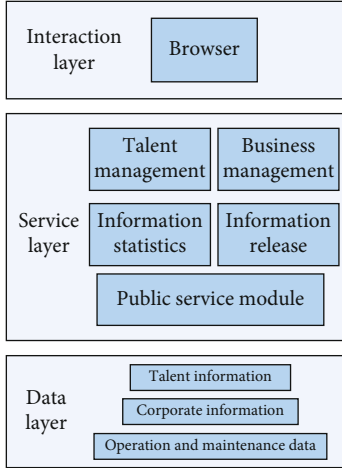 Interaction
layer
Browser
Talent
management
Business
management
Service
layer
Information
statistics
Information
release
Public service module
Data
layer
Talent information
Corporate information
Operation and maintenance data